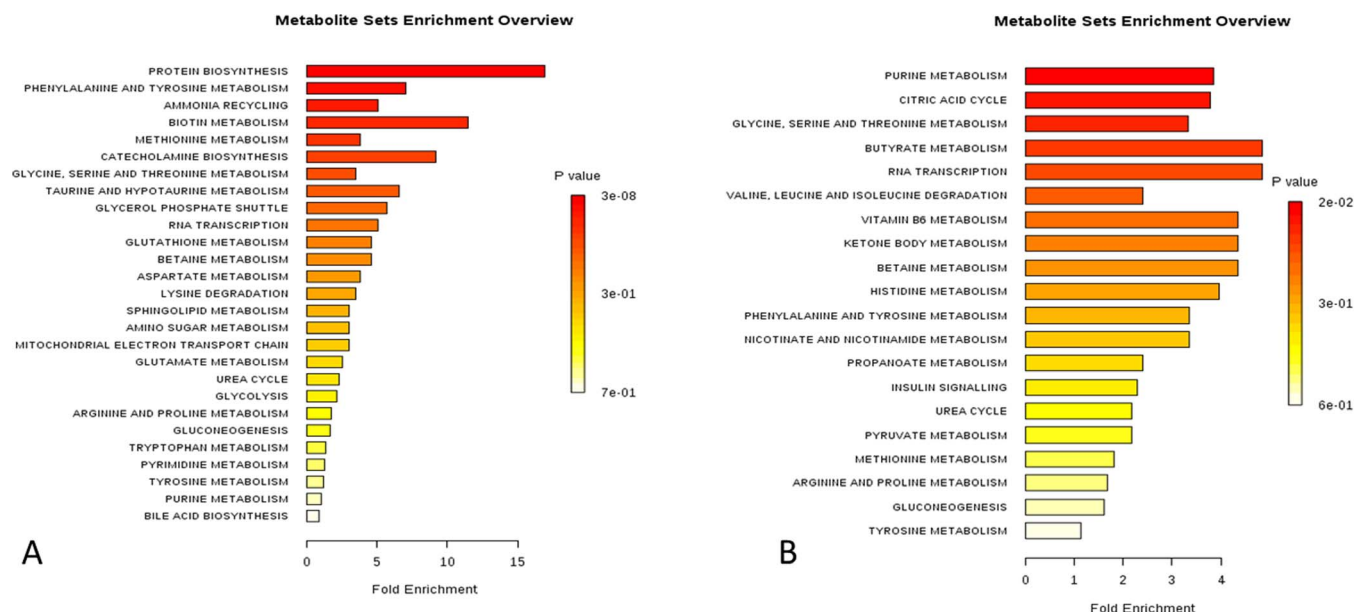 Metabolite Sets Enrichment Overview
PROTEIN BIOSYNTHESIS
PHENYLALANINE AND TYROSINE METABOLISM
AMMONIA RECYCLING
BIOTIN METABOLISM
METHIONINE METABOLISM
CATECHOLAMINE BIOSYNTHESIS
GLYCINE, SERINE AND THREONINE METABOLISM
TAURINE AND HYPOTAURINE METABOLISM
GLYCEROL PHOSPHATE SHUTTLE
RNA TRANSCRIPTION
GLUTATHIONE METABOLISM
BETAINE METABOLISM
ASPARTATE METABOLISM
LYSINE DEGRADATION
SPHINGOLIPID METABOLISM
AMINO SUGAR METABOLISM
MITOCHONDRIAL ELECTRON TRANSPORT CHAIN
GLUTAMATE METABOLISM
UREA CYCLE
GLYCOLYSIS
ARGININE AND PROLINE METABOLISM
GLUCONEOGENESIS
TRYPTOPHAN METABOLISM
PYRIMIDINE METABOLISM
TYROSINE METABOLISM
PURINE METABOLISM
BILE ACID BIOSYNTHESIS
P value
3e-08
3e-01
7e-01
0 5 10 15
Fold Enrichment
A
Metabolite Sets Enrichment Overview
PURINE METABOLISM
CITRIC ACID CYCLE
GLYCINE, SERINE AND THREONINE METABOLISM
BUTYRATE METABOLISM
RNA TRANSCRIPTION
VALINE, LEUCINE AND ISOLEUCINE DEGRADATION
VITAMIN B6 METABOLISM
KETONE BODY METABOLISM
BETAINE METABOLISM
HISTIDINE METABOLISM
PHENYLALANINE AND TYROSINE METABOLISM
NICOTINATE AND NICOTINAMIDE METABOLISM
PROPANOATE METABOLISM
INSULIN SIGNALLING
UREA CYCLE
PYRUVATE METABOLISM
METHIONINE METABOLISM
ARGININE AND PROLINE METABOLISM
GLUCONEOGENESIS
TYROSINE METABOLISM
P value
2e-02
3e-01
6e-01
0 1 2 3 4
Fold Enrichment
B